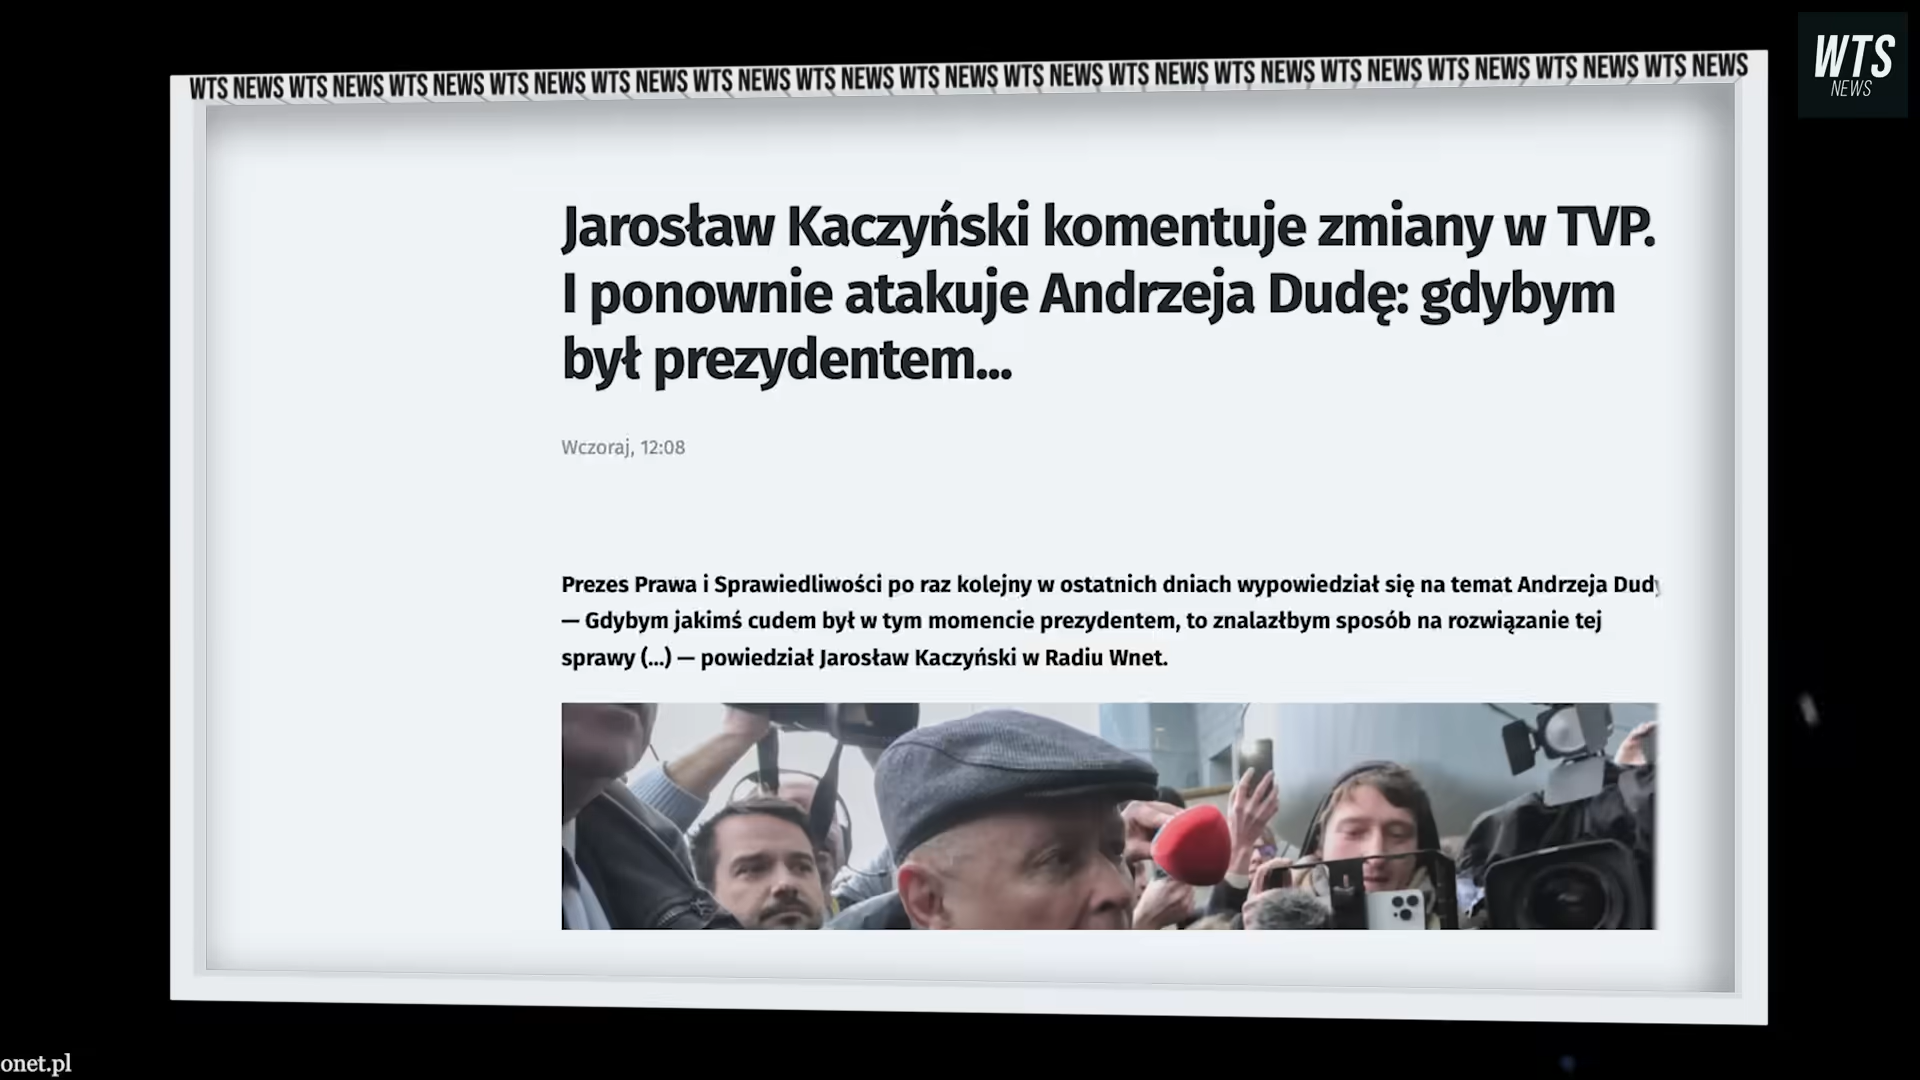 WTS NEWS WTS NEWS WTS NEWS WTS NEWS WTS NEWS WTS NEWS WTS NEWS WTS NEWS WTS NEWS WTS NEWS WTS NEWS WTS NEWS WTS NEWS WTS NEWS WTS NEWS
WTS
NEWS
Jarosław Kaczyński komentuje zmiany w TVP.
I ponownie atakuje Andrzeja Dudę: gdybym
był prezydentem...
Wczoraj, 12:08
Prezes Prawa i Sprawiedliwości po raz kolejny w ostatnich dniach wypowiedział się na temat Andrzeja Dudy
— Gdybym jakimś cudem był w tym momencie prezydentem, to znalazłbym sposób na rozwiązanie tej
sprawy (...) — powiedział Jarosław Kaczyński w Radiu Wnet.
onet.pl